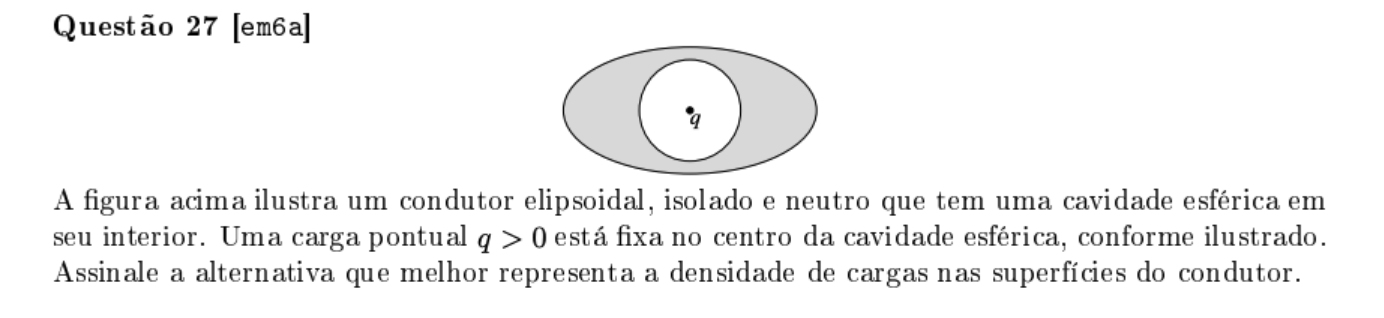 Questão 27 [em6a]
q
A figura acima ilustra um condutor elipsoidal, isolado e neutro que tem uma cavidade esférica em
seu interior. Uma carga pontual q > 0 está fixa no centro da cavidade esférica, conforme ilustrado.
Assinale a alternativa que melhor representa a densidade de cargas nas superfícies do condutor.